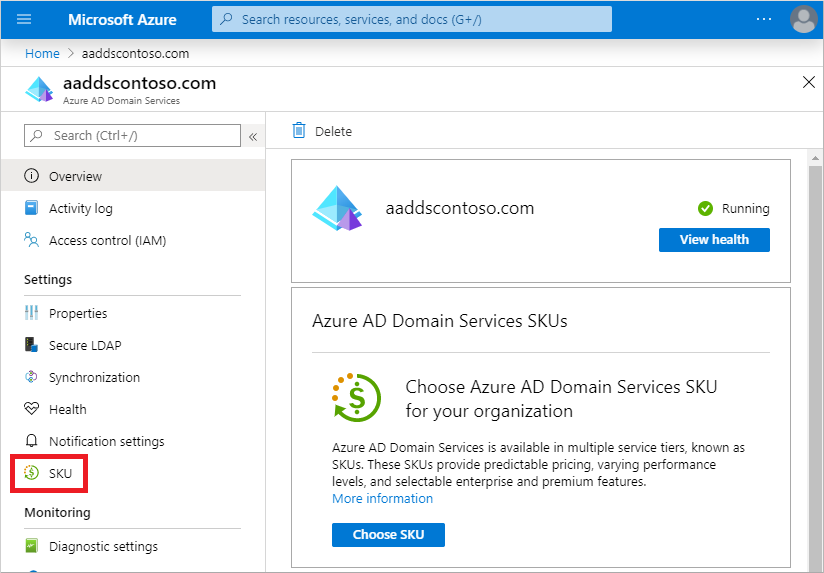 Microsoft Azure
Search resources, services, and docs (G+/)
...
Home > aaddscontoso.com
aaddscontoso.com
Azure AD Domain Services
Search (Ctrl+/)
«
Delete
Overview
Activity log
Access control (IAM)
Settings
Properties
Secure LDAP
Synchronization
Health
Notification settings
SKU
Monitoring
Diagnostic settings
aaddscontoso.com
Running
View health
Azure AD Domain Services SKUs
Choose Azure AD Domain Services SKU
for your organization
Azure AD Domain Services is available in multiple service tiers, known as
SKUs. These SKUs provide predictable pricing, varying performance
levels, and selectable enterprise and premium features.
More information
Choose SKU